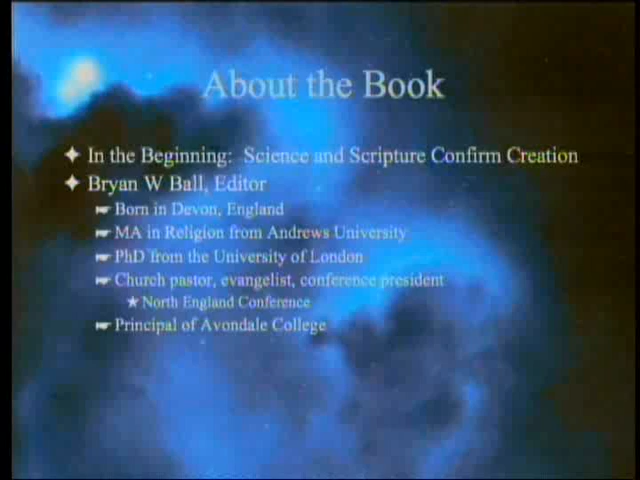 About the Book
In the Beginning: Science and Scripture Confirm Creation
Bryan W Ball, Editor
Born in Devon, England
MA in Religion from Andrews University
PhD from the University of London
Church pastor, evangelist, conference president
North England Conference
Principal of Avondale College